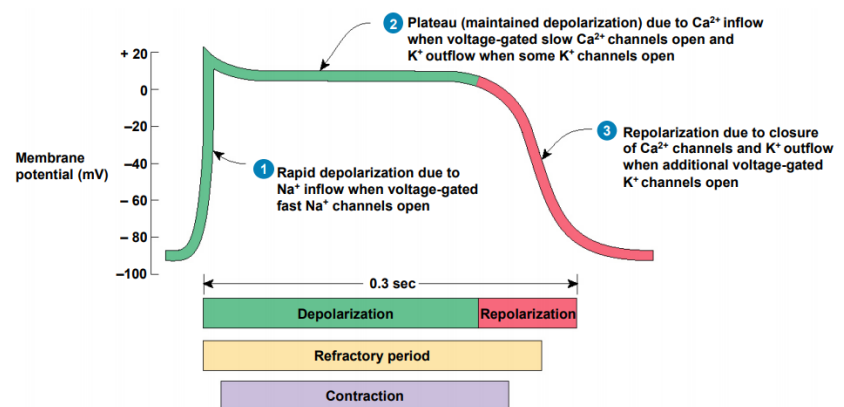 2 Plateau (maintained depolarization) due to Ca²⁺ inflow
when voltage-gated slow Ca²⁺ channels open and
K⁺ outflow when some K⁺ channels open
+ 20
0
–20
–40
– 60
– 80
–100
Membrane
potential (mV)
1 Rapid depolarization due to
Na⁺ inflow when voltage-gated
fast Na⁺ channels open
3 Repolarization due to closure
of Ca²⁺ channels and K⁺ outflow
when additional voltage-gated
K⁺ channels open
0.3 sec
Depolarization
Repolarization
Refractory period
Contraction